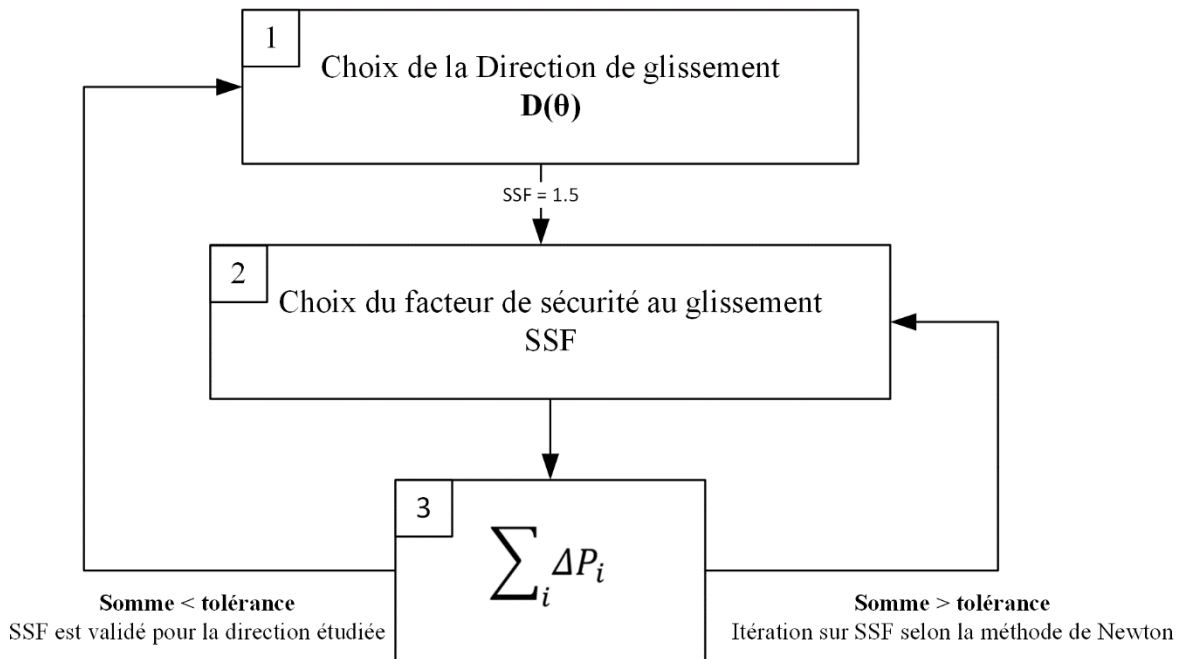 1
Choix de la Direction de glissement
D(θ)
SSF = 1.5
2
Choix du facteur de sécurité au glissement
SSF
3
∑ᵢ ΔPᵢ
Somme < tolérance
SSF est validé pour la direction étudiée
Somme > tolérance
Itération sur SSF selon la méthode de Newton